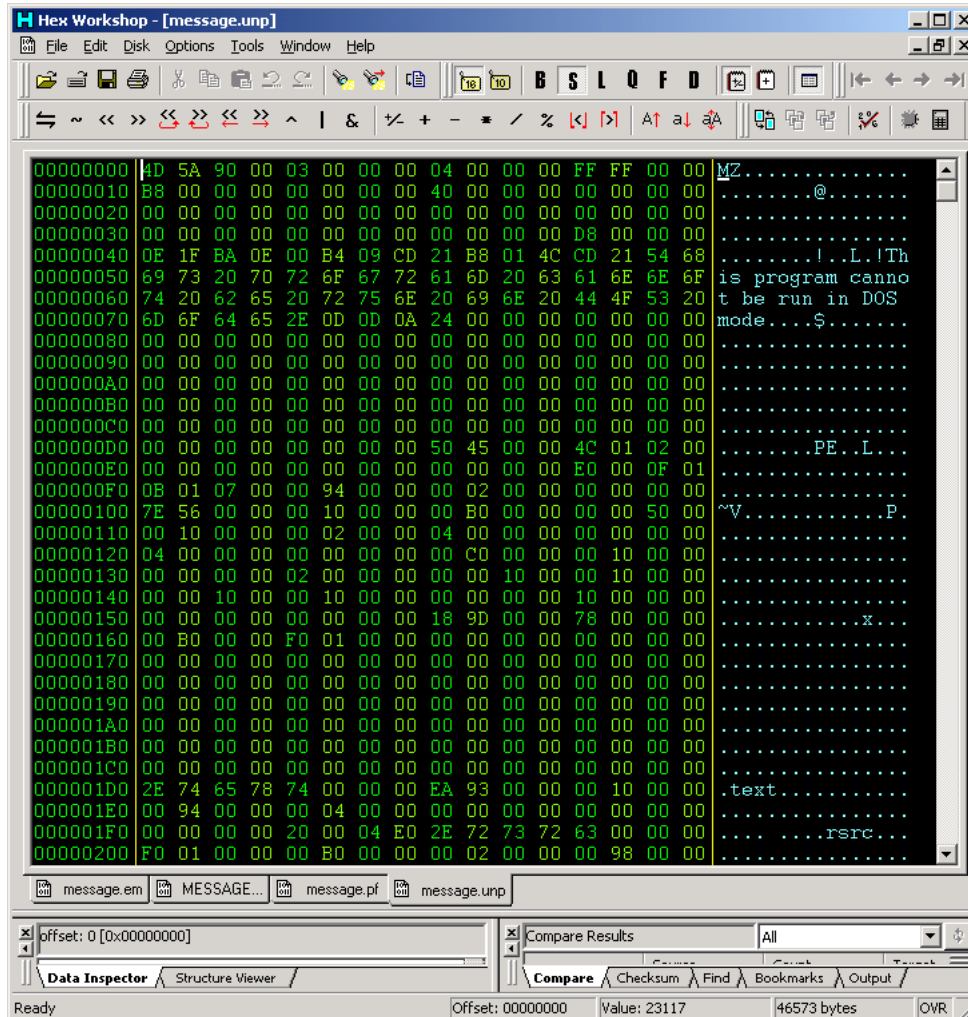 Hex Workshop - [message.unp]
File Edit Disk Options Tools Window Help
16 10 B S L Q F D
~ << >> ^ | & +/- + - * / % A↑ a↓ aA
00000000 4D 5A 90 00 03 00 00 00 04 00 00 00 FF FF 00 00 MZ..............
00000010 B8 00 00 00 00 00 00 00 40 00 00 00 00 00 00 00 ........@.......
00000020 00 00 00 00 00 00 00 00 00 00 00 00 00 00 00 00 ................
00000030 00 00 00 00 00 00 00 00 00 00 00 00 D8 00 00 00 ................
00000040 0E 1F BA 0E 00 B4 09 CD 21 B8 01 4C CD 21 54 68 ........!..L.!Th
00000050 69 73 20 70 72 6F 67 72 61 6D 20 63 61 6E 6E 6F is program canno
00000060 74 20 62 65 20 72 75 6E 20 69 6E 20 44 4F 53 20 t be run in DOS
00000070 6D 6F 64 65 2E 0D 0D 0A 24 00 00 00 00 00 00 00 mode....$.......
00000080 00 00 00 00 00 00 00 00 00 00 00 00 00 00 00 00 ................
00000090 00 00 00 00 00 00 00 00 00 00 00 00 00 00 00 00 ................
000000A0 00 00 00 00 00 00 00 00 00 00 00 00 00 00 00 00 ................
000000B0 00 00 00 00 00 00 00 00 00 00 00 00 00 00 00 00 ................
000000C0 00 00 00 00 00 00 00 00 00 00 00 00 00 00 00 00 ................
000000D0 00 00 00 00 00 00 00 00 50 45 00 00 4C 01 02 00 ........PE..L...
000000E0 00 00 00 00 00 00 00 00 00 00 00 00 E0 00 0F 01 ................
000000F0 0B 01 07 00 00 94 00 00 00 02 00 00 00 00 00 00 ................
00000100 7E 56 00 00 00 10 00 00 00 B0 00 00 00 00 50 00 ~V............P.
00000110 00 10 00 00 00 02 00 00 04 00 00 00 00 00 00 00 ................
00000120 04 00 00 00 00 00 00 00 00 C0 00 00 00 10 00 00 ................
00000130 00 00 00 00 02 00 00 00 00 00 10 00 00 10 00 00 ................
00000140 00 00 10 00 00 10 00 00 00 00 00 00 10 00 00 00 ................
00000150 00 00 00 00 00 00 00 00 18 9D 00 00 78 00 00 00 ............x...
00000160 00 B0 00 00 F0 01 00 00 00 00 00 00 00 00 00 00 ................
00000170 00 00 00 00 00 00 00 00 00 00 00 00 00 00 00 00 ................
00000180 00 00 00 00 00 00 00 00 00 00 00 00 00 00 00 00 ................
00000190 00 00 00 00 00 00 00 00 00 00 00 00 00 00 00 00 ................
000001A0 00 00 00 00 00 00 00 00 00 00 00 00 00 00 00 00 ................
000001B0 00 00 00 00 00 00 00 00 00 00 00 00 00 00 00 00 ................
000001C0 00 00 00 00 00 00 00 00 00 00 00 00 00 00 00 00 ................
000001D0 2E 74 65 78 74 00 00 00 EA 93 00 00 00 10 00 00 .text...........
000001E0 00 94 00 00 00 04 00 00 00 00 00 00 00 00 00 00 ................
000001F0 00 00 00 00 20 00 04 E0 2E 72 73 72 63 00 00 00 .... ....rsrc...
00000200 F0 01 00 00 00 B0 00 00 00 02 00 00 00 98 00 00 ................
message.em MESSAGE... message.pf message.unp
offset: 0 [0x00000000] Compare Results All
Data Inspector Structure Viewer Compare Checksum Find Bookmarks Output
Ready Offset: 00000000 Value: 23117 46573 bytes OVR